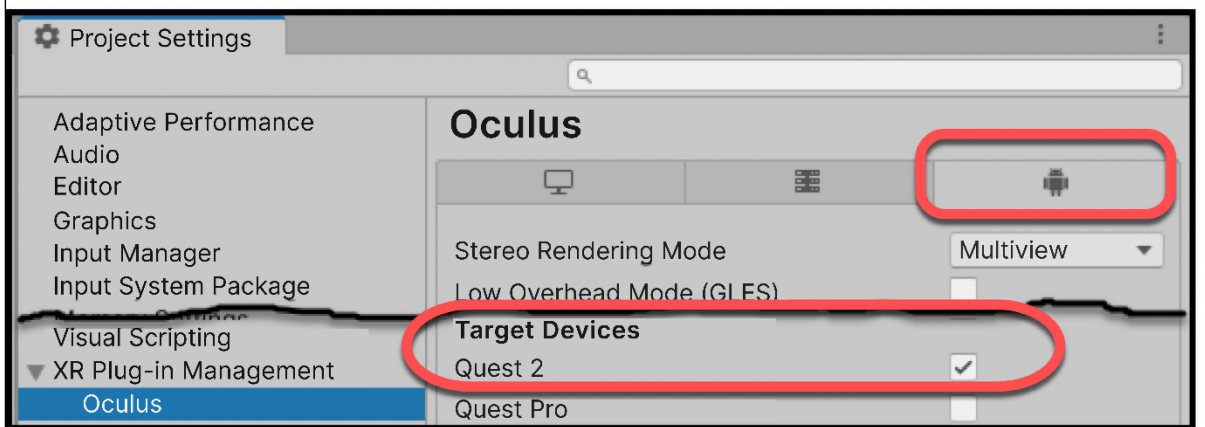 Project Settings
Adaptive Performance
Audio
Editor
Graphics
Input Manager
Input System Package
Visual Scripting
XR Plug-in Management
Oculus
Oculus
Stereo Rendering Mode
Multiview
Low Overhead Mode (GLES)
Target Devices
Quest 2
Quest Pro